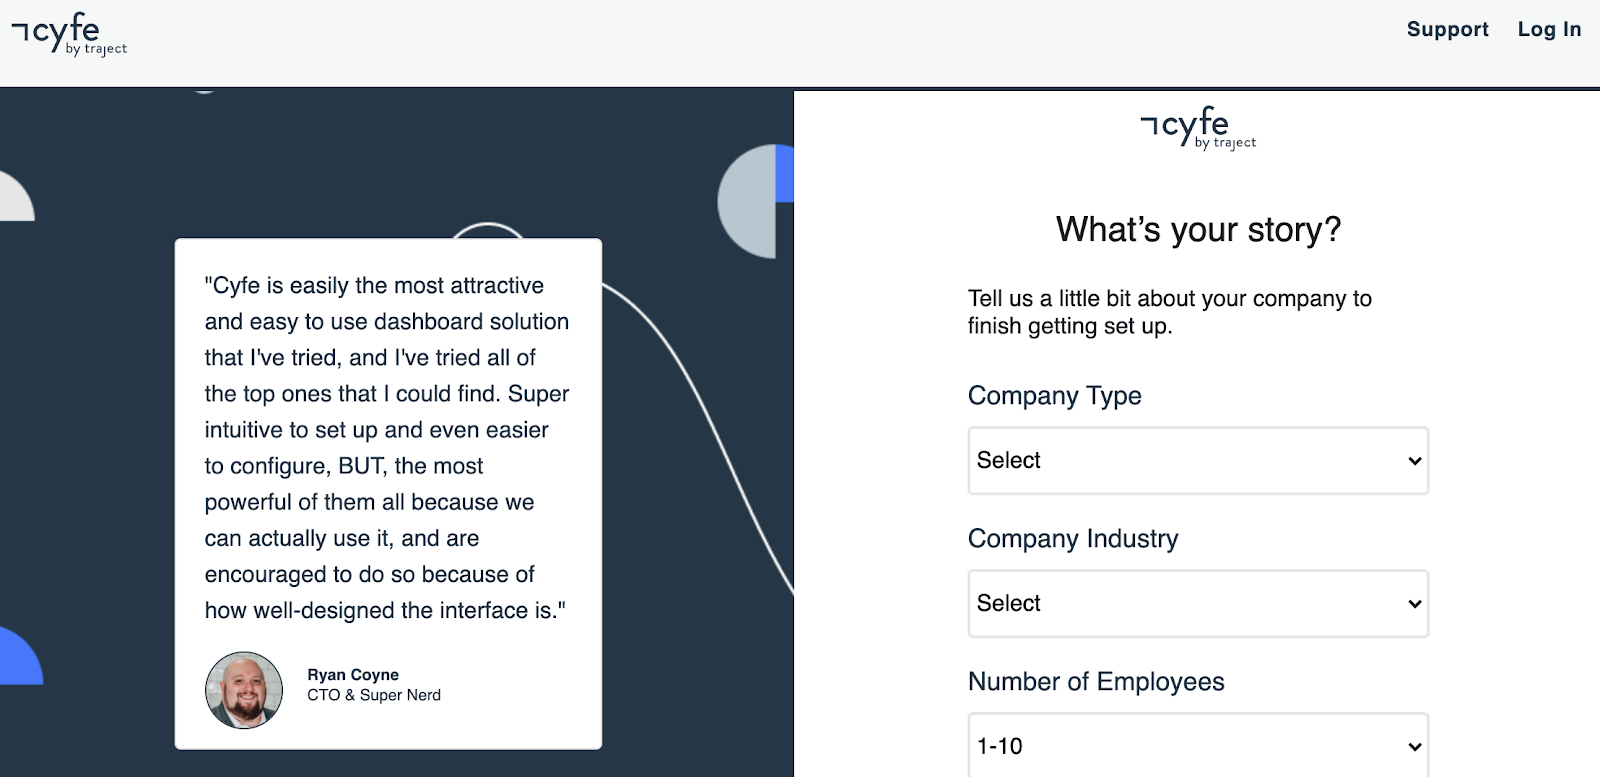 cyfe
by traject
Support
Log In
"Cyfe is easily the most attractive
and easy to use dashboard solution
that I've tried, and I've tried all of
the top ones that I could find. Super
intuitive to set up and even easier
to configure, BUT, the most
powerful of them all because we
can actually use it, and are
encouraged to do so because of
how well-designed the interface is."
Ryan Coyne
CTO & Super Nerd
cyfe
by traject
What’s your story?
Tell us a little bit about your company to
finish getting set up.
Company Type
Select
Company Industry
Select
Number of Employees
1-10